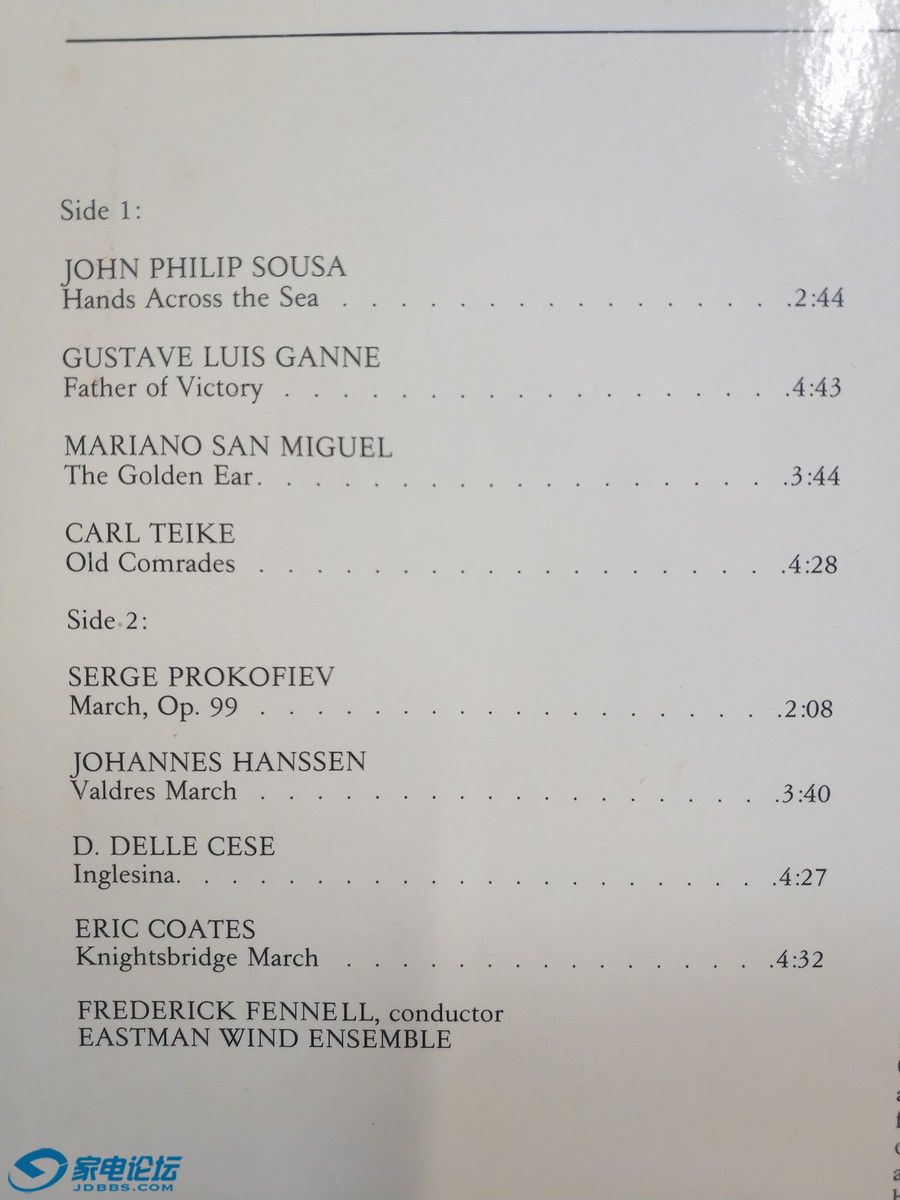 Side 1:
JOHN PHILIP SOUSA
Hands Across the Sea . . . . . . . . . . . . . . . . .2:44
GUSTAVE LUIS GANNE
Father of Victory . . . . . . . . . . . . . . . . . . .4:43
MARIANO SAN MIGUEL
The Golden Ear. . . . . . . . . . . . . . . . . . . .3:44
CARL TEIKE
Old Comrades . . . . . . . . . . . . . . . . . . . .4:28
Side 2:
SERGE PROKOFIEV
March, Op. 99 . . . . . . . . . . . . . . . . . . . .2:08
JOHANNES HANSSEN
Valdres March . . . . . . . . . . . . . . . . . . . .3:40
D. DELLE CESE
Inglesina. . . . . . . . . . . . . . . . . . . . . . .4:27
ERIC COATES
Knightsbridge March . . . . . . . . . . . . . . . . .4:32
FREDERICK FENNELL, conductor
EASTMAN WIND ENSEMBLE
家电论坛
JDBBS.COM